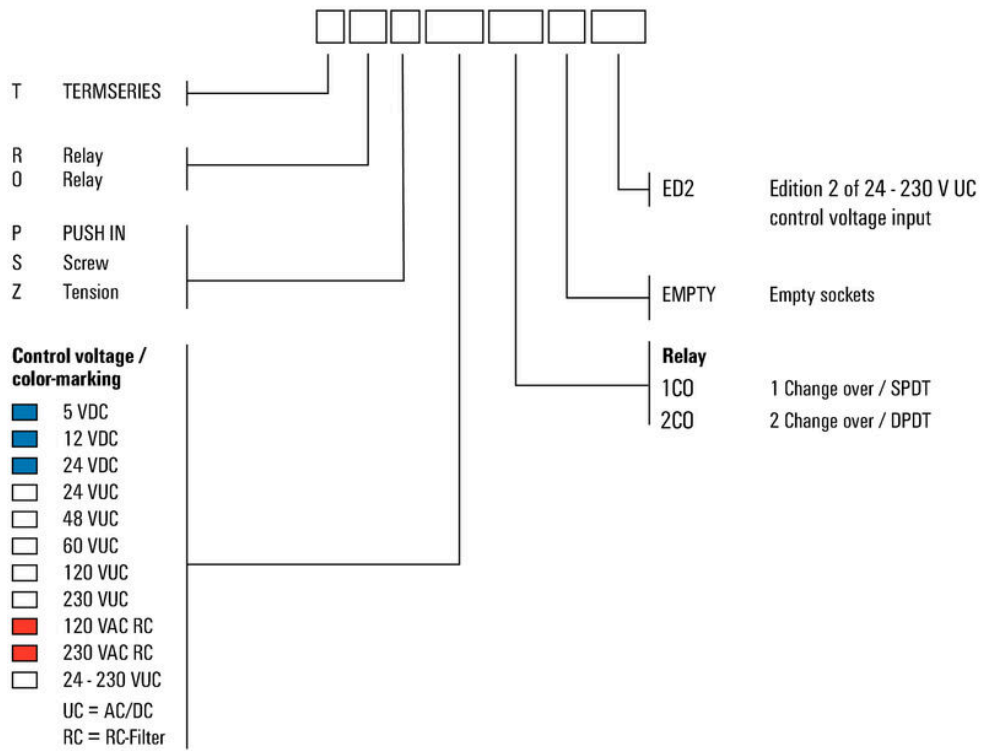 T TERMSERIES
R Relay
O Relay
P PUSH IN
S Screw
Z Tension
Control voltage /
color-marking
5 VDC
12 VDC
24 VDC
24 VUC
48 VUC
60 VUC
120 VUC
230 VUC
120 VAC RC
230 VAC RC
24 - 230 VUC
UC = AC/DC
RC = RC-Filter
ED2 Edition 2 of 24 - 230 V UC
control voltage input
EMPTY Empty sockets
Relay
1CO 1 Change over / SPDT
2CO 2 Change over / DPDT